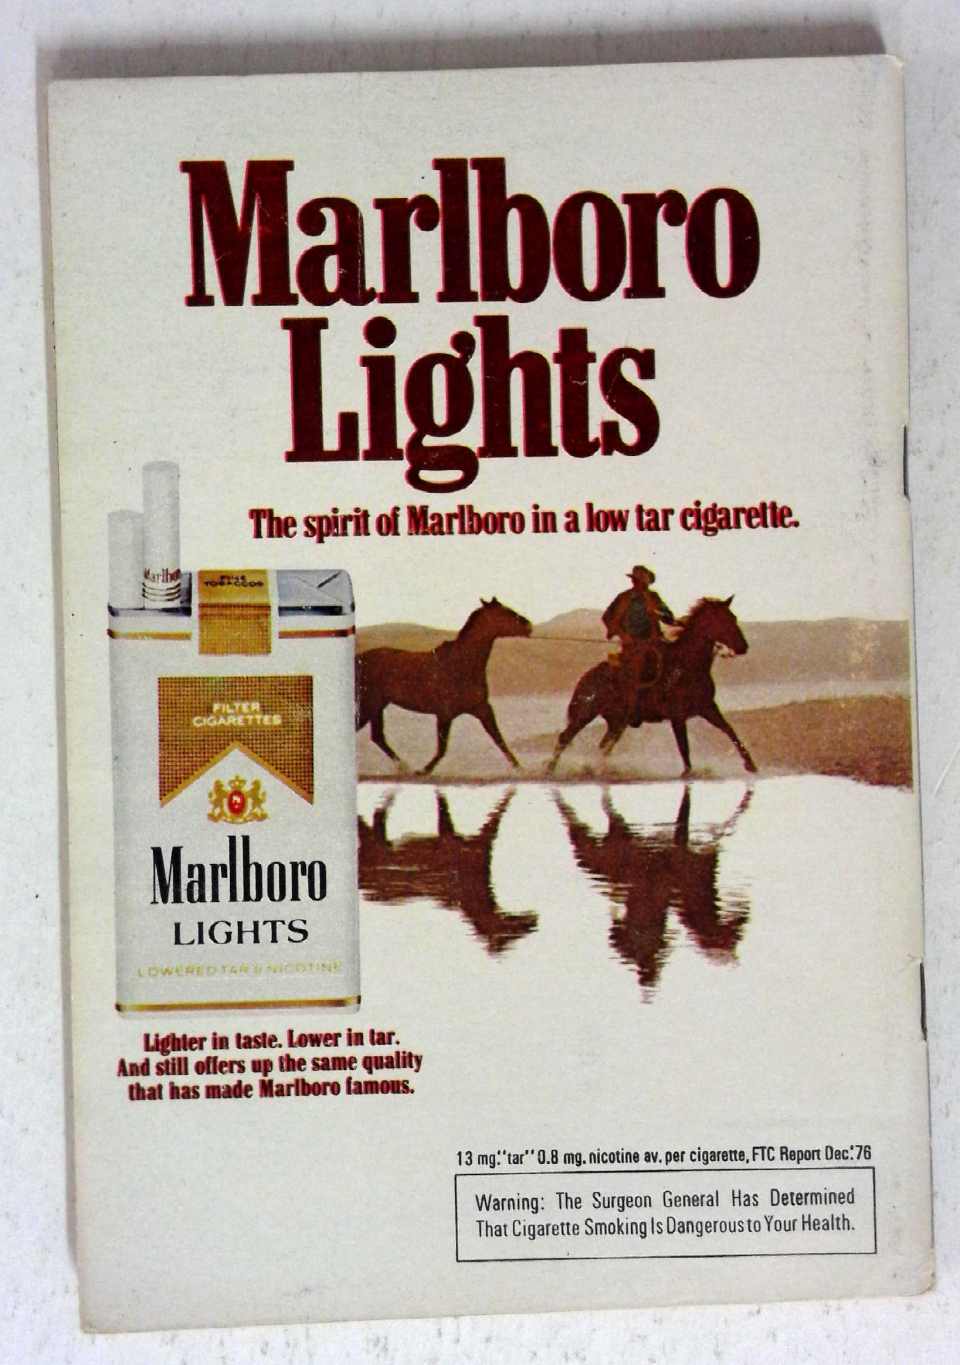 Marlboro
Lights
The spirit of Marlboro in a low tar cigarette.
Marlboro
FINE
TOBACCOS
FILTER
CIGARETTES
Marlboro
LIGHTS
LOWERED TAR & NICOTINE
Lighter in taste. Lower in tar.
And still offers up the same quality
that has made Marlboro famous.
13 mg."tar" 0.8 mg. nicotine av. per cigarette, FTC Report Dec.'76
Warning: The Surgeon General Has Determined
That Cigarette Smoking Is Dangerous to Your Health.